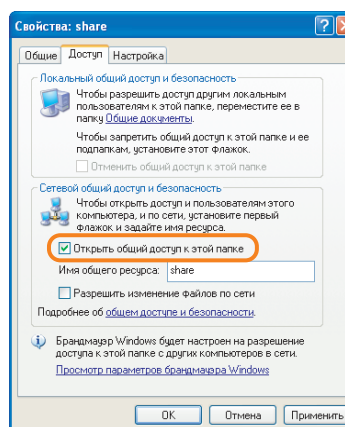 Свойства: share
Общие Доступ Настройка
Локальный общий доступ и безопасность
Чтобы разрешить доступ другим локальным
пользователям к этой папке, переместите ее в
папку Общие документы.
Чтобы запретить общий доступ к этой папке и ее
подпапкам, установите этот флажок.
Отменить общий доступ к этой папке
Сетевой общий доступ и безопасность
Чтобы открыть доступ и пользователям этого
компьютера, и по сети, установите первый
флажок и задайте имя ресурса.
Открыть общий доступ к этой папке
Имя общего ресурса: share
Разрешить изменение файлов по сети
Подробнее об общем доступе и безопасности.
Брандмауэр Windows будет настроен на разрешение
доступа к этой папке с других компьютеров в сети.
Просмотр параметров брандмауэра Windows
OK Отмена Применить